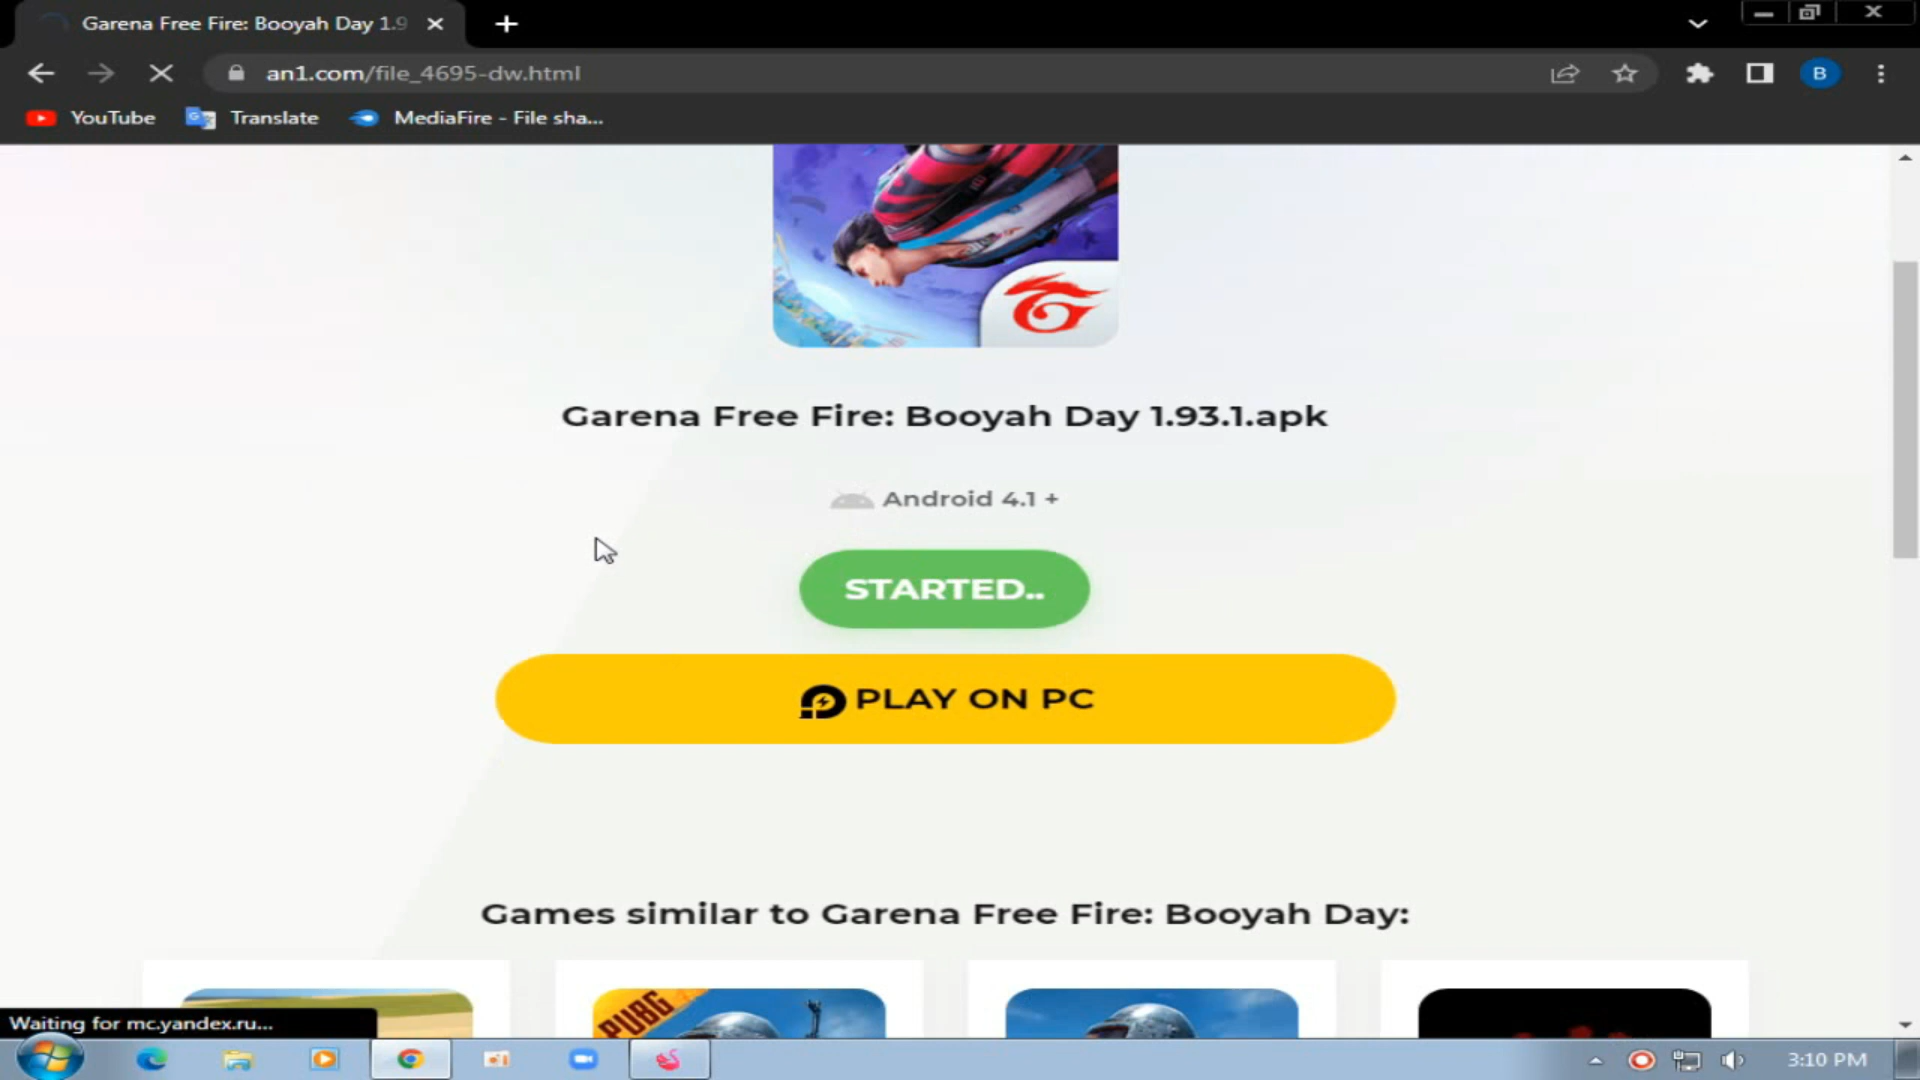 Garena Free Fire: Booyah Day 1.9
an1.com/file_4695-dw.html
B
YouTube
Translate
MediaFire - File sha...
Garena Free Fire: Booyah Day 1.93.1.apk
Android 4.1 +
STARTED..
PLAY ON PC
Games similar to Garena Free Fire: Booyah Day:
PUBG
Waiting for mc.yandex.ru...
3:10 PM